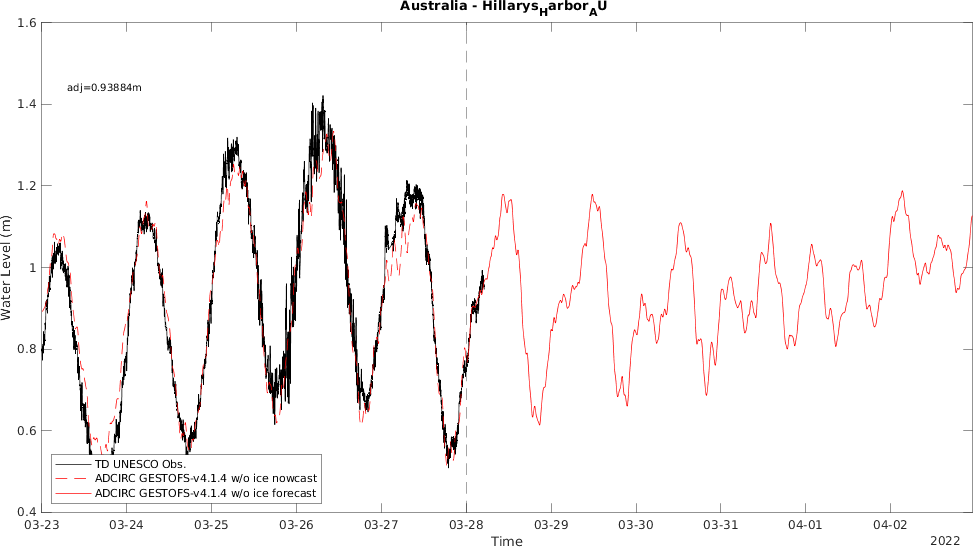 Australia - Hillarys_Harbor_AU
1.6
1.4
1.2
1
0.8
0.6
0.4
Water Level (m)
adj=0.93884m
TD UNESCO Obs.
ADCIRC GESTOFS-v4.1.4 w/o ice nowcast
ADCIRC GESTOFS-v4.1.4 w/o ice forecast
03-23 03-24 03-25 03-26 03-27 03-28 03-29 03-30 03-31 04-01 04-02
Time
2022